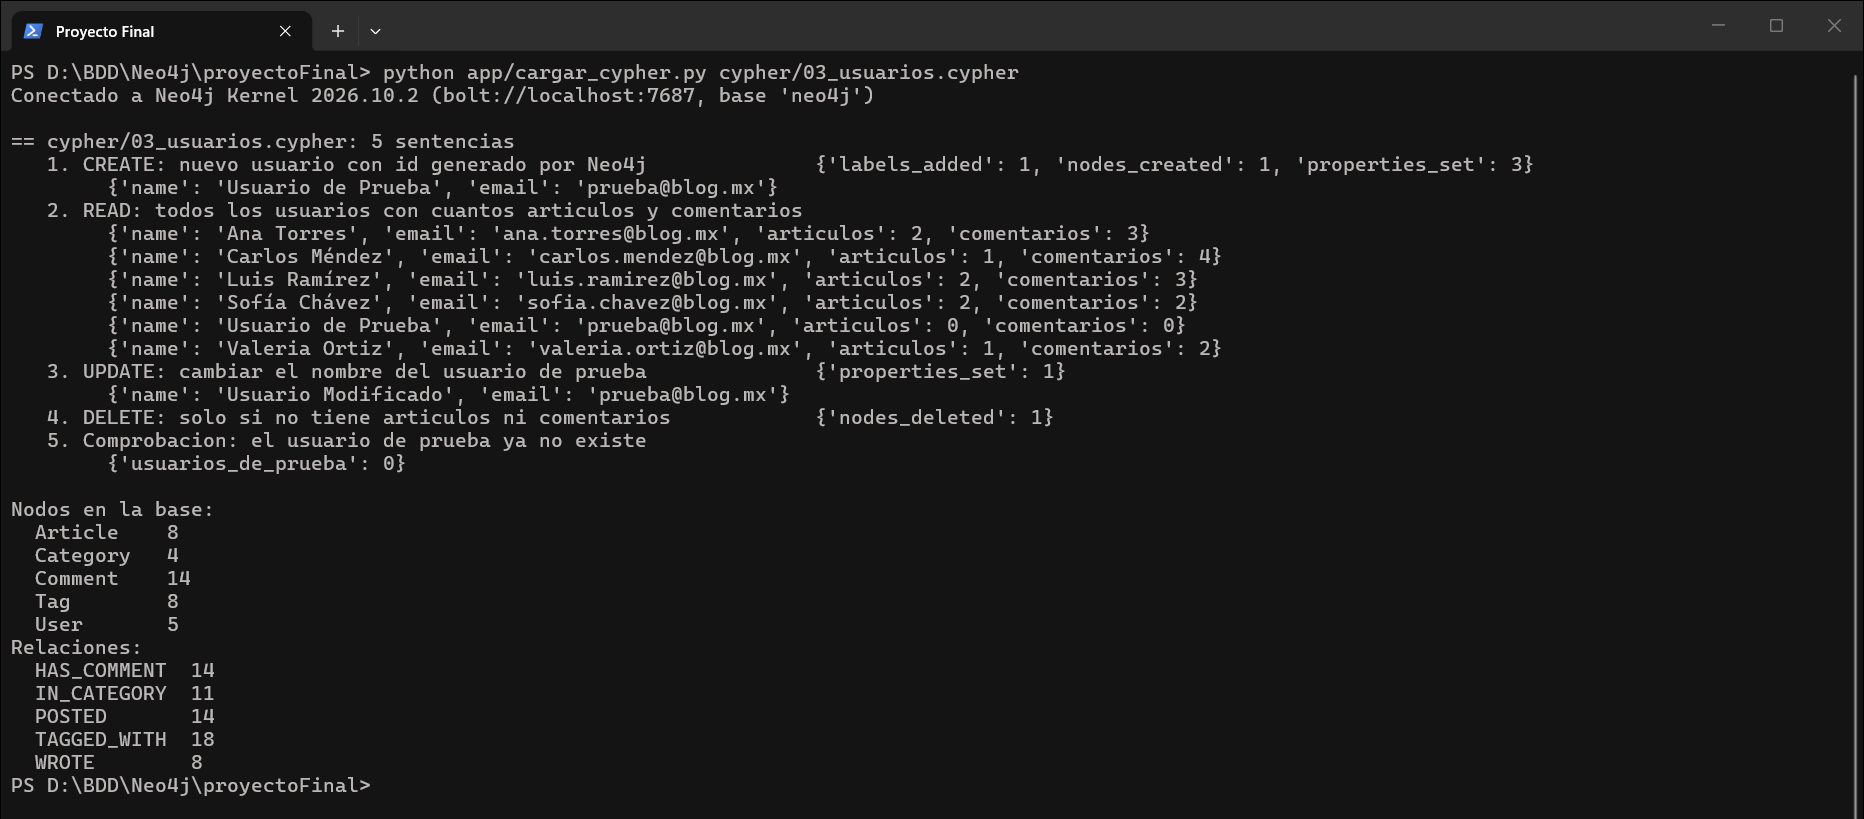 Proyecto Final
PS D:\BDD\Neo4j\proyectoFinal> python app/cargar_cypher.py cypher/03_usuarios.cypher
Conectado a Neo4j Kernel 2026.10.2 (bolt://localhost:7687, base 'neo4j')
== cypher/03_usuarios.cypher: 5 sentencias
1. CREATE: nuevo usuario con id generado por Neo4j {'labels_added': 1, 'nodes_created': 1, 'properties_set': 3}
{'name': 'Usuario de Prueba', 'email': 'prueba@blog.mx'}
2. READ: todos los usuarios con cuantos articulos y comentarios
{'name': 'Ana Torres', 'email': 'ana.torres@blog.mx', 'articulos': 2, 'comentarios': 3}
{'name': 'Carlos Méndez', 'email': 'carlos.mendez@blog.mx', 'articulos': 1, 'comentarios': 4}
{'name': 'Luis Ramírez', 'email': 'luis.ramirez@blog.mx', 'articulos': 2, 'comentarios': 3}
{'name': 'Sofía Chávez', 'email': 'sofia.chavez@blog.mx', 'articulos': 2, 'comentarios': 2}
{'name': 'Usuario de Prueba', 'email': 'prueba@blog.mx', 'articulos': 0, 'comentarios': 0}
{'name': 'Valeria Ortiz', 'email': 'valeria.ortiz@blog.mx', 'articulos': 1, 'comentarios': 2}
3. UPDATE: cambiar el nombre del usuario de prueba {'properties_set': 1}
{'name': 'Usuario Modificado', 'email': 'prueba@blog.mx'}
4. DELETE: solo si no tiene articulos ni comentarios {'nodes_deleted': 1}
5. Comprobacion: el usuario de prueba ya no existe
{'usuarios_de_prueba': 0}
Nodos en la base:
Article 8
Category 4
Comment 14
Tag 8
User 5
Relaciones:
HAS_COMMENT 14
IN_CATEGORY 11
POSTED 14
TAGGED_WITH 18
WROTE 8
PS D:\BDD\Neo4j\proyectoFinal>